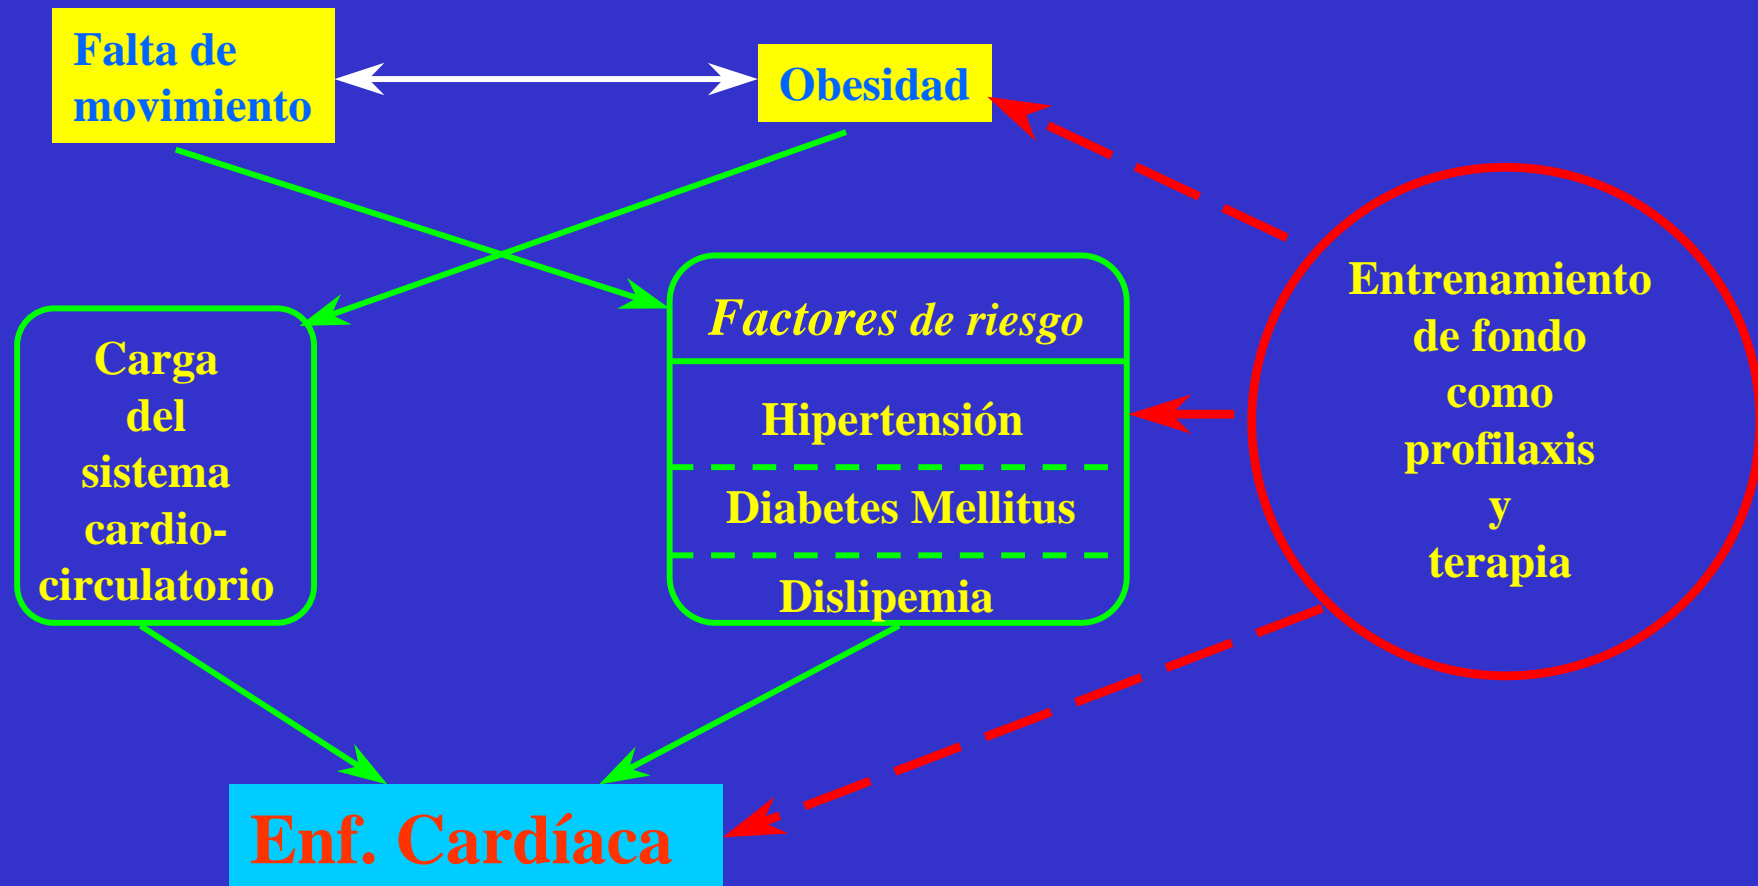 Falta de
movimiento
Obesidad
Carga
del
sistema
cardio-
circulatorio
Factores de riesgo
Hipertensión
Diabetes Mellitus
Dislipemia
Entrenamiento
de fondo
como
profilaxis
y
terapia
Enf. Cardíaca